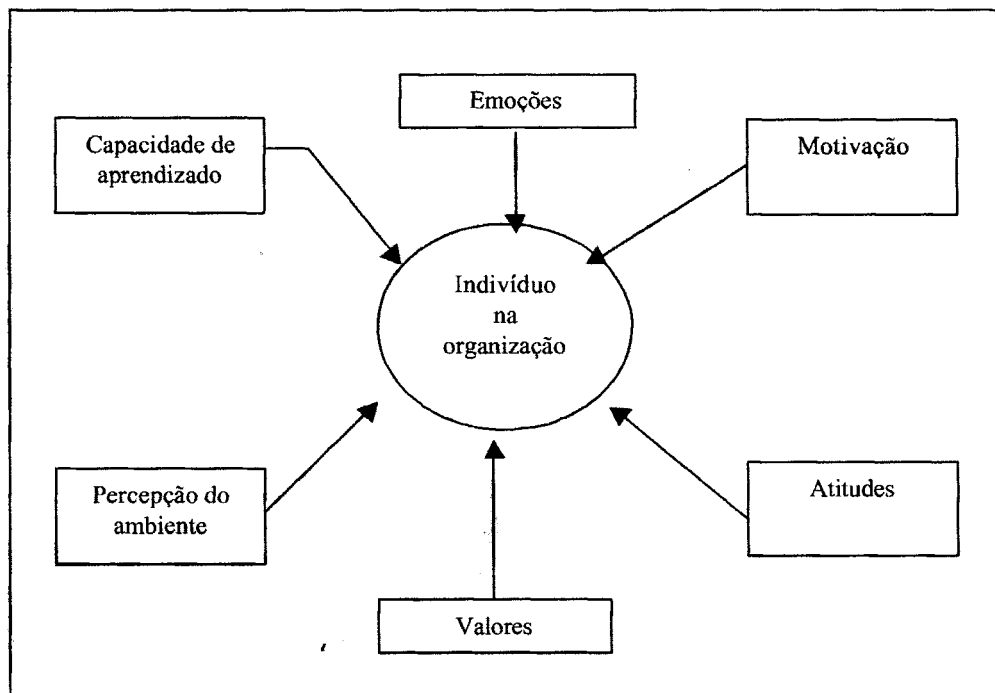 Emoções
Capacidade de
aprendizado
Motivação
Indivíduo
na
organização
Percepção do
ambiente
Atitudes
Valores